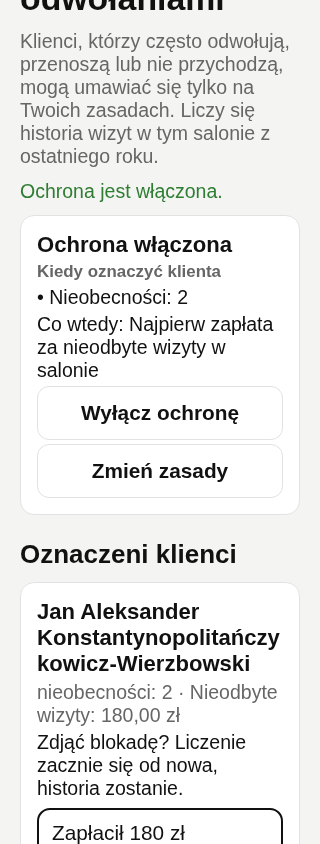 odwołaniami
Klienci, którzy często odwołują,
przenoszą lub nie przychodzą,
mogą umawiać się tylko na
Twoich zasadach. Liczy się
historia wizyt w tym salonie z
ostatniego roku.
Ochrona jest włączona.
Ochrona włączona
Kiedy oznaczyć klienta
• Nieobecności: 2
Co wtedy: Najpierw zapłata
za nieodbyte wizyty w
salonie
Wyłącz ochronę
Zmień zasady
Oznaczeni klienci
Jan Aleksander
Konstantynopolitańczy
kowicz-Wierzbowski
nieobecności: 2 · Nieodbyte
wizyty: 180,00 zł
Zdjąć blokadę? Liczenie
zacznie się od nowa,
historia zostanie.
Zapłacił 180 zł